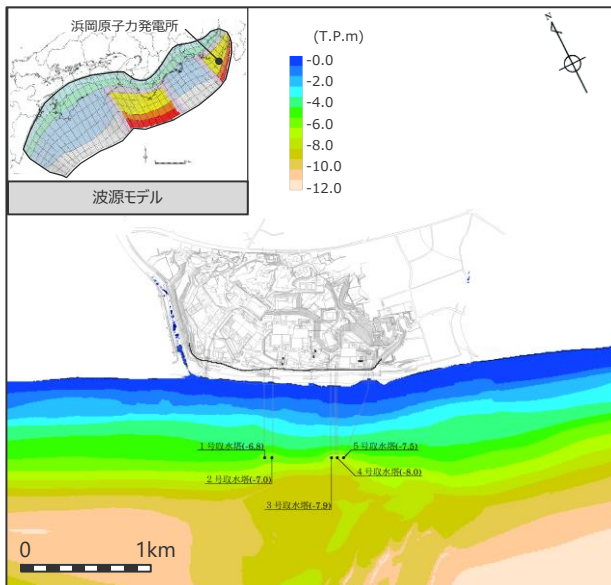 浜岡原子力発電所
波源モデル
(T.P.m)
N
-0.0
-2.0
-4.0
-6.0
-8.0
-10.0
-12.0
1号取水塔(-6.8)
5号取水塔(-7.5)
2号取水塔(-7.0)
4号取水塔(-8.0)
3号取水塔(-7.9)
0 1km